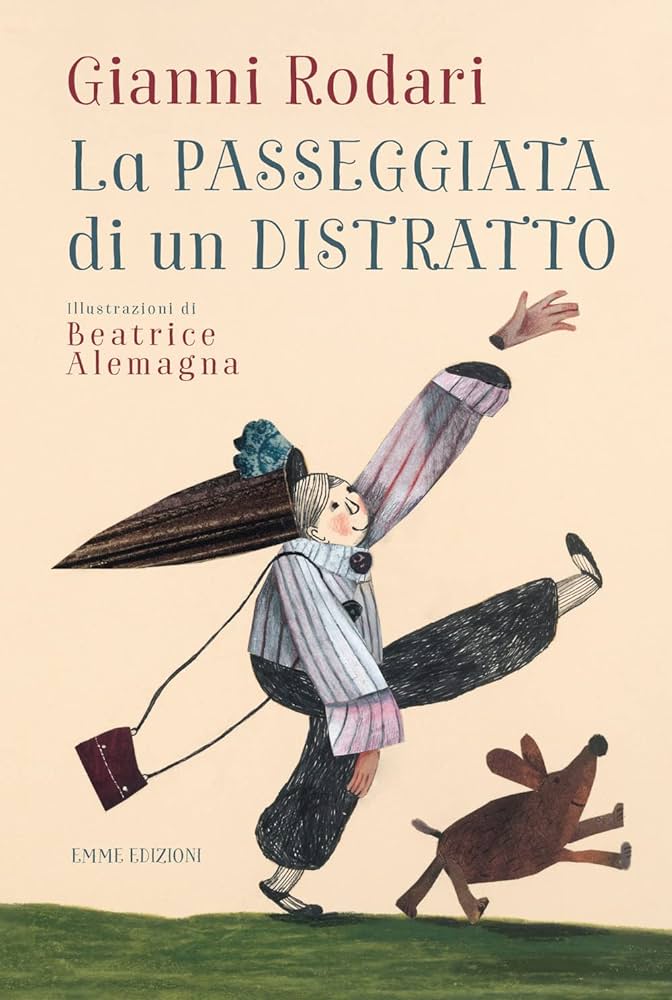 Gianni Rodari
La PASSEGGIATA
di un DISTRATTO
Illustrazioni di
Beatrice
Alemagna
EMME EDIZIONI